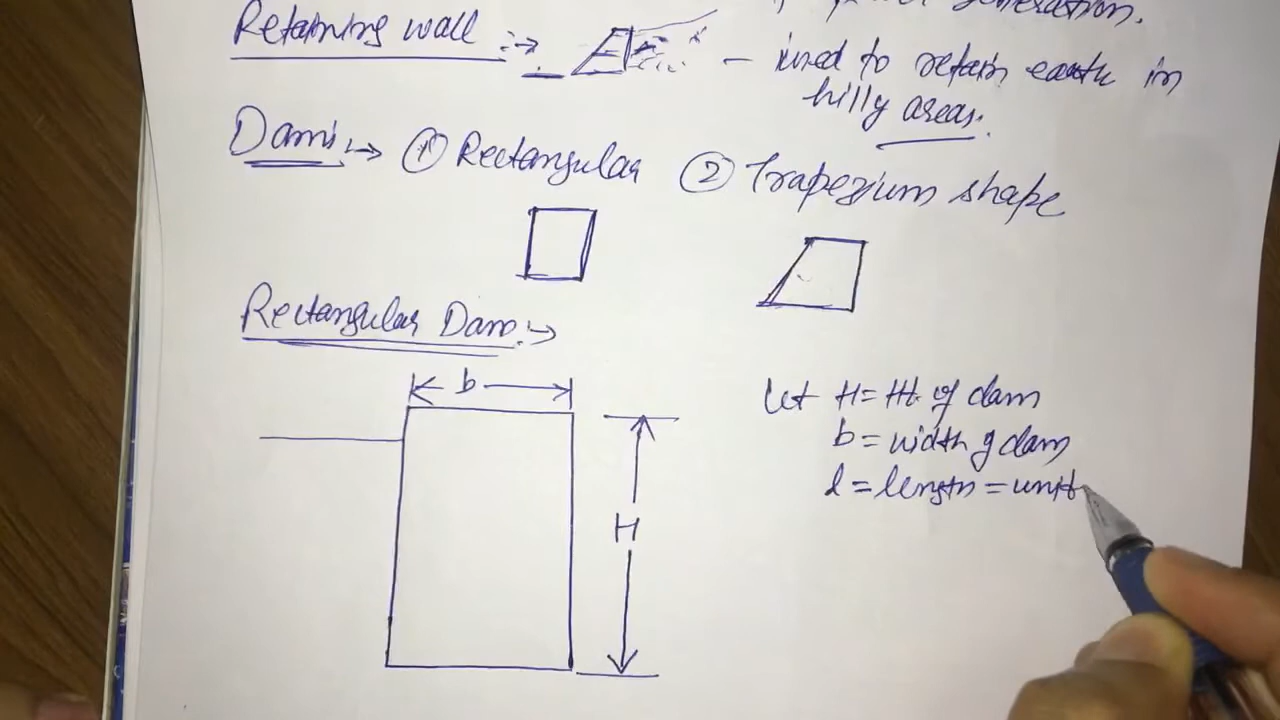 generation.
Retaining wall :→ – used to retain earth in
hilly areas.
Dams :→ ① Rectangular ② Trapezium shape
Rectangular Dam :→
b
H
let H = Ht. of dam
b = width of dam
l = length = unit